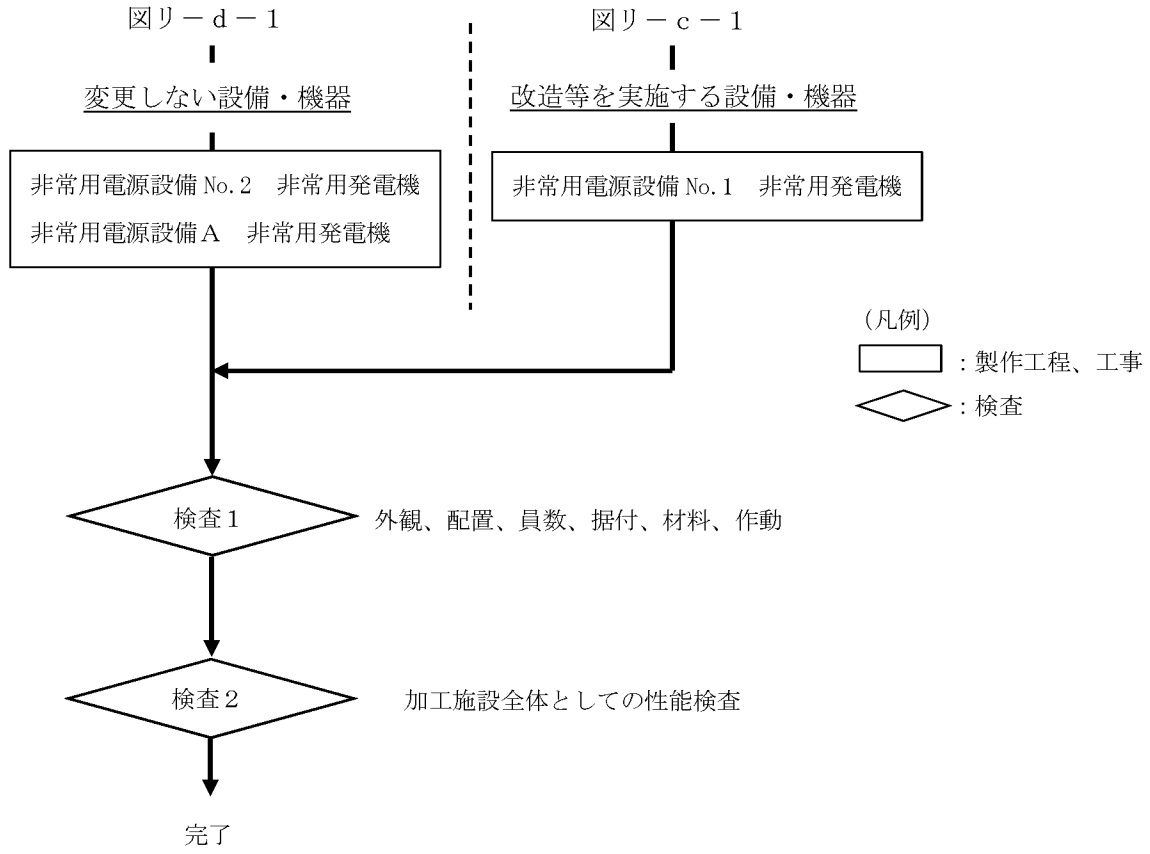 図リ－ｄ－１
図リ－ｃ－１
変更しない設備・機器
改造等を実施する設備・機器
非常用電源設備 No.2　非常用発電機
非常用電源設備Ａ　非常用発電機
非常用電源設備 No.1　非常用発電機
（凡例）
：製作工程、工事
：検査
検査１
外観、配置、員数、据付、材料、作動
検査２
加工施設全体としての性能検査
完了